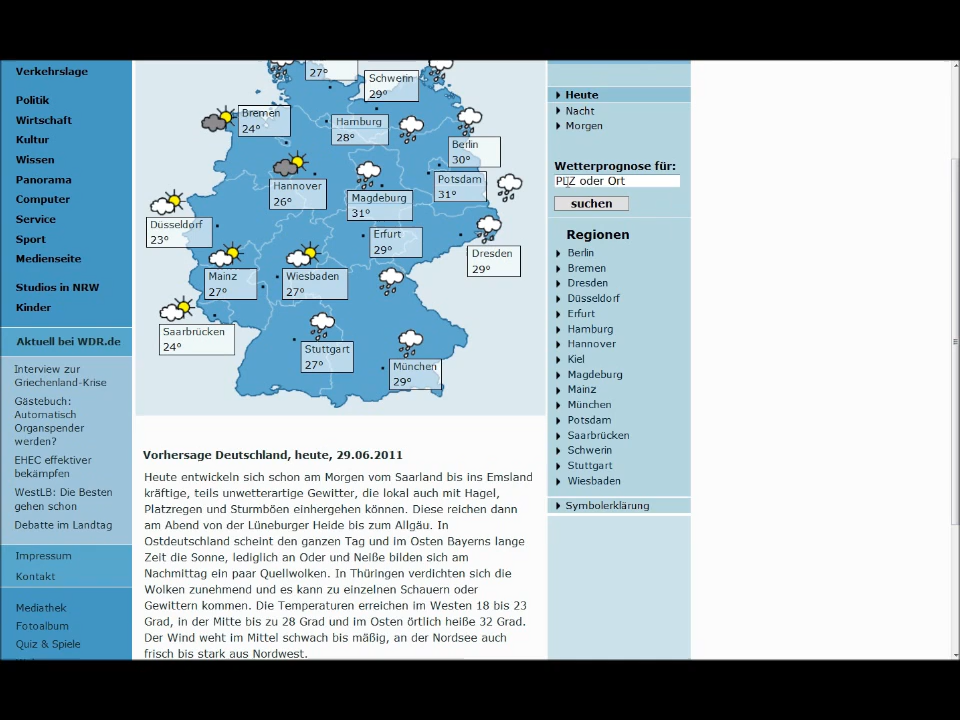 Verkehrslage
Politik
Wirtschaft
Kultur
Wissen
Panorama
Computer
Service
Sport
Medienseite
Studios in NRW
Kinder
Aktuell bei WDR.de
Interview zur
Griechenland-Krise
Gästebuch:
Automatisch
Organspender
werden?
EHEC effektiver
bekämpfen
WestLB: Die Besten
gehen schon
Debatte im Landtag
Impressum
Kontakt
Mediathek
Fotoalbum
Quiz & Spiele
27°
Schwerin
29°
Bremen
24°
Hamburg
28°
Berlin
30°
Hannover
26°
Magdeburg
31°
Potsdam
31°
Düsseldorf
23°
Erfurt
29°
Dresden
29°
Mainz
27°
Wiesbaden
27°
Saarbrücken
24°
Stuttgart
27°
München
29°
Vorhersage Deutschland, heute, 29.06.2011
Heute entwickeln sich schon am Morgen vom Saarland bis ins Emsland
kräftige, teils unwetterartige Gewitter, die lokal auch mit Hagel,
Platzregen und Sturmböen einhergehen können. Diese reichen dann
am Abend von der Lüneburger Heide bis zum Allgäu. In
Ostdeutschland scheint den ganzen Tag und im Osten Bayerns lange
Zeit die Sonne, lediglich an Oder und Neiße bilden sich am
Nachmittag ein paar Quellwolken. In Thüringen verdichten sich die
Wolken zunehmend und es kann zu einzelnen Schauern oder
Gewittern kommen. Die Temperaturen erreichen im Westen 18 bis 23
Grad, in der Mitte bis zu 28 Grad und im Osten örtlich heiße 32 Grad.
Der Wind weht im Mittel schwach bis mäßig, an der Nordsee auch
frisch bis stark aus Nordwest.
Heute
Nacht
Morgen
Wetterprognose für:
PLZ oder Ort
suchen
Regionen
Berlin
Bremen
Dresden
Düsseldorf
Erfurt
Hamburg
Hannover
Kiel
Magdeburg
Mainz
München
Potsdam
Saarbrücken
Schwerin
Stuttgart
Wiesbaden
Symbolerklärung